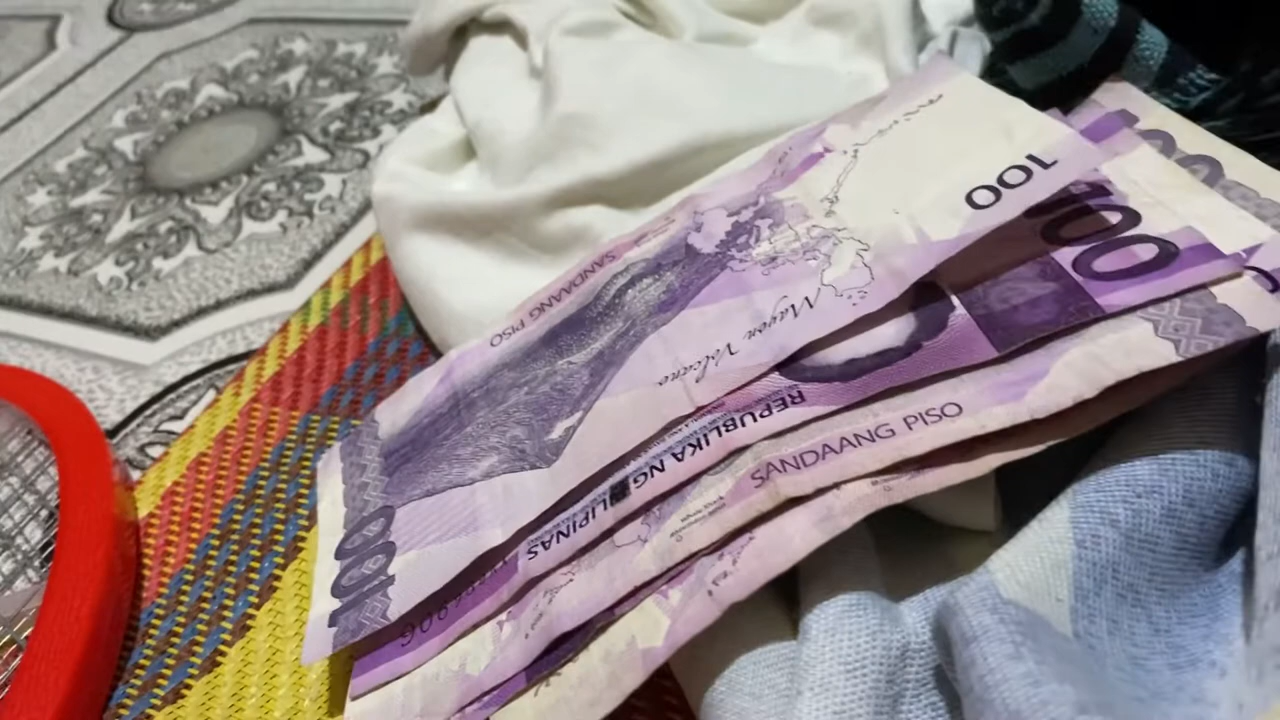 100
SANDAANG PISO
Mayon Volcano
100
100
REPUBLIKA NG PILIPINAS
SANDAANG PISO